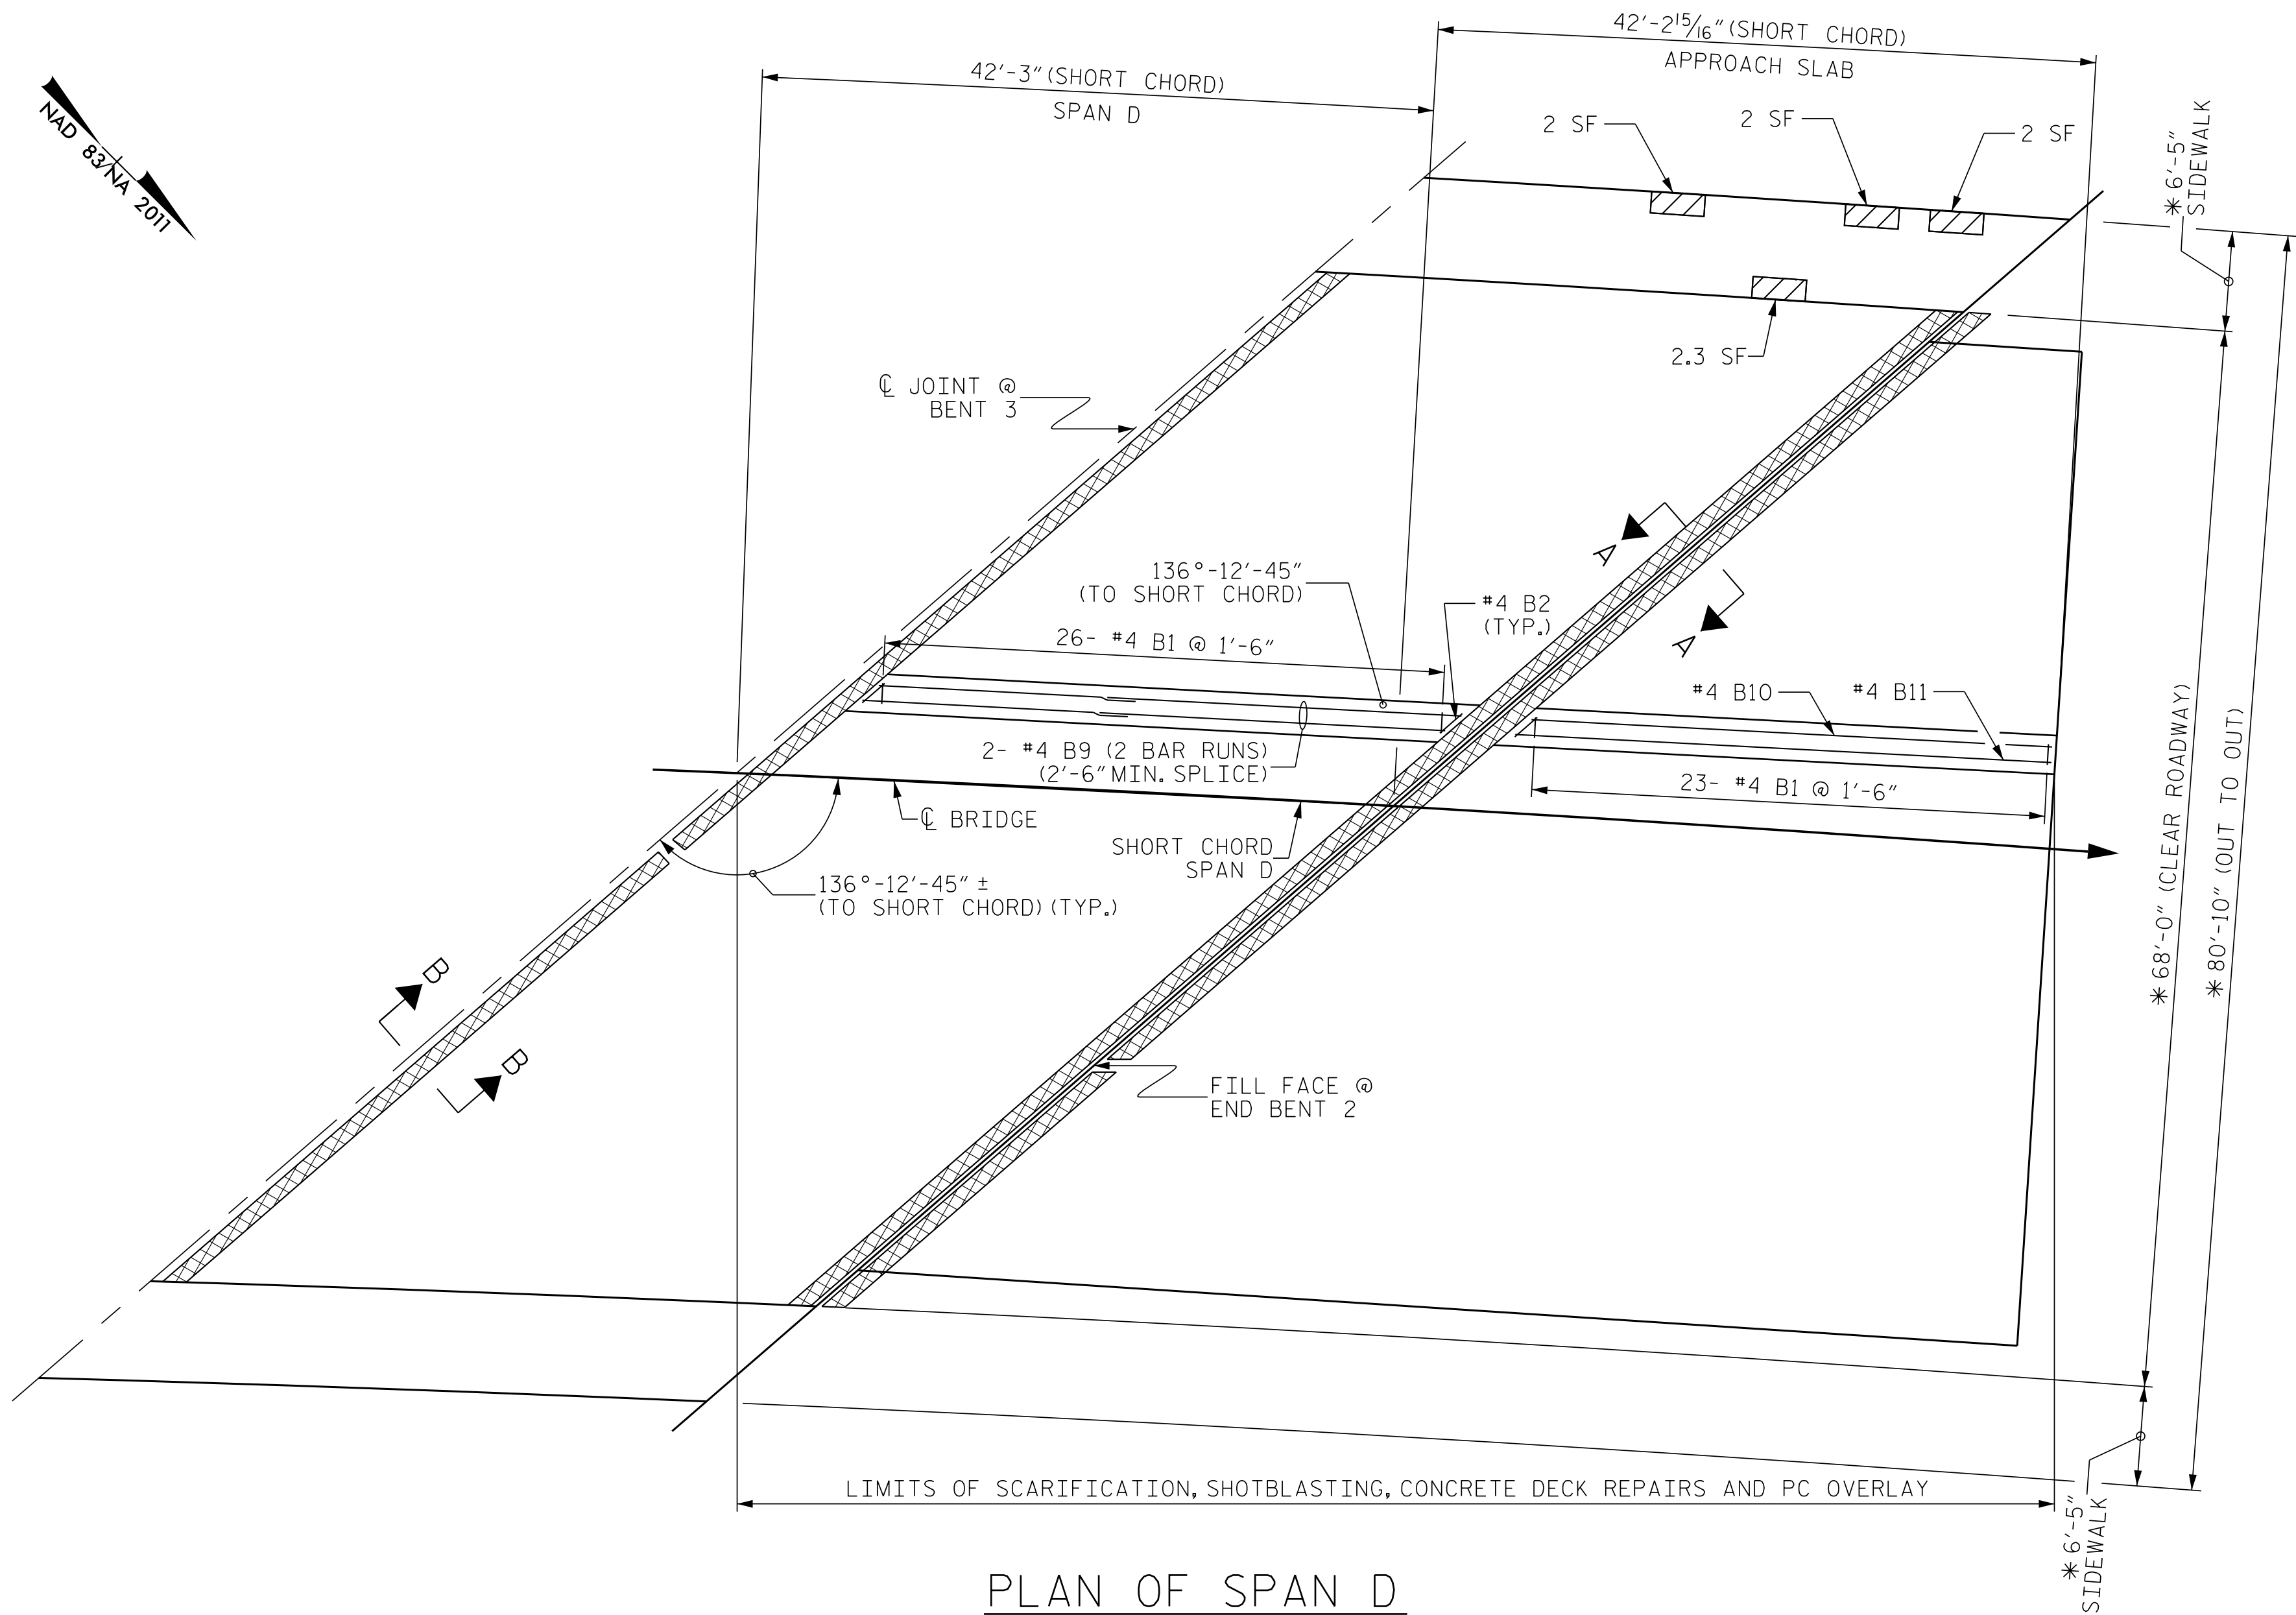 42'-2 15/16" (SHORT CHORD)
APPROACH SLAB
42'-3" (SHORT CHORD)
SPAN D
NAD 83/NA 2011
2 SF
2 SF
2 SF
✳ 6'-5"
SIDEWALK
2.3 SF
℄ JOINT @
BENT 3
A
A
136°-12'-45"
(TO SHORT CHORD)
#4 B2
(TYP.)
26- #4 B1 @ 1'-6"
#4 B10
#4 B11
2- #4 B9 (2 BAR RUNS)
(2'-6" MIN. SPLICE)
23- #4 B1 @ 1'-6"
℄ BRIDGE
SHORT CHORD
SPAN D
136°-12'-45" ±
(TO SHORT CHORD) (TYP.)
✳ 68'-0" (CLEAR ROADWAY)
✳ 80'-10" (OUT TO OUT)
B
B
FILL FACE @
END BENT 2
LIMITS OF SCARIFICATION, SHOTBLASTING, CONCRETE DECK REPAIRS AND PC OVERLAY
✳ 6'-5"
SIDEWALK
PLAN OF SPAN D